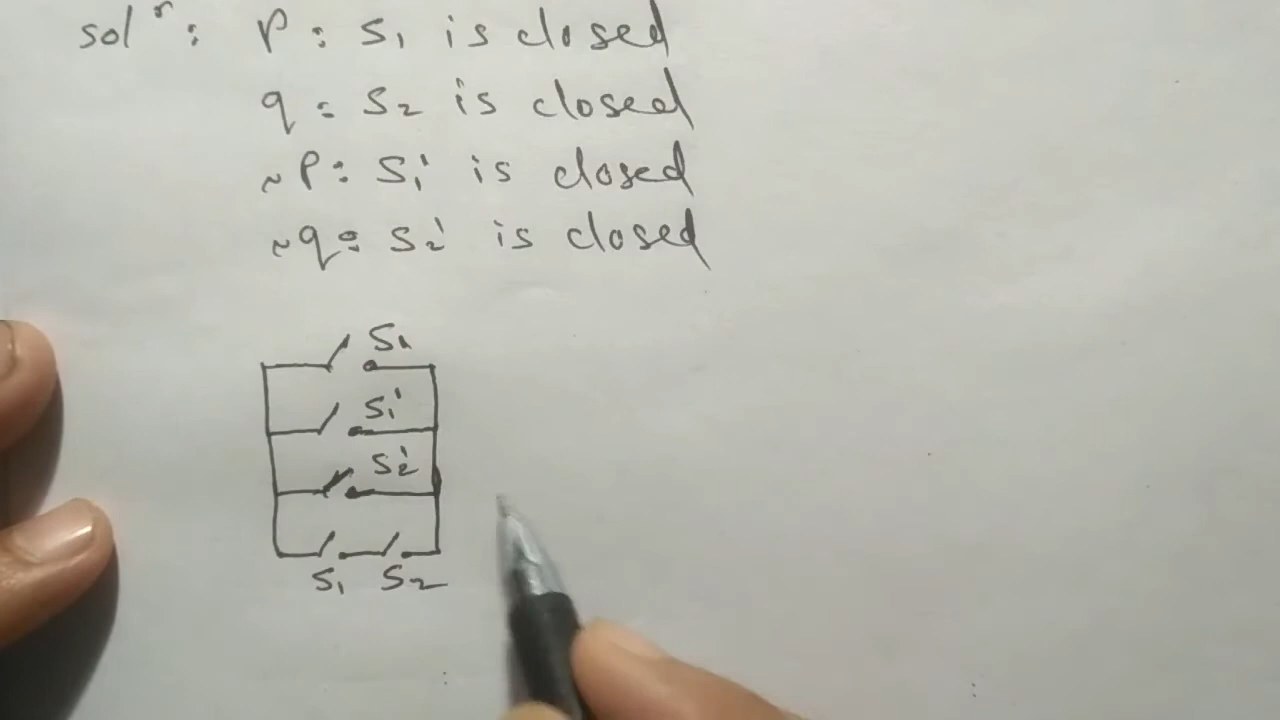 solⁿ: p: S₁ is closed
q: S₂ is closed
~p: S₁' is closed
~q: S₂' is closed
S₁
S₁'
S₂'
S₁ S₂